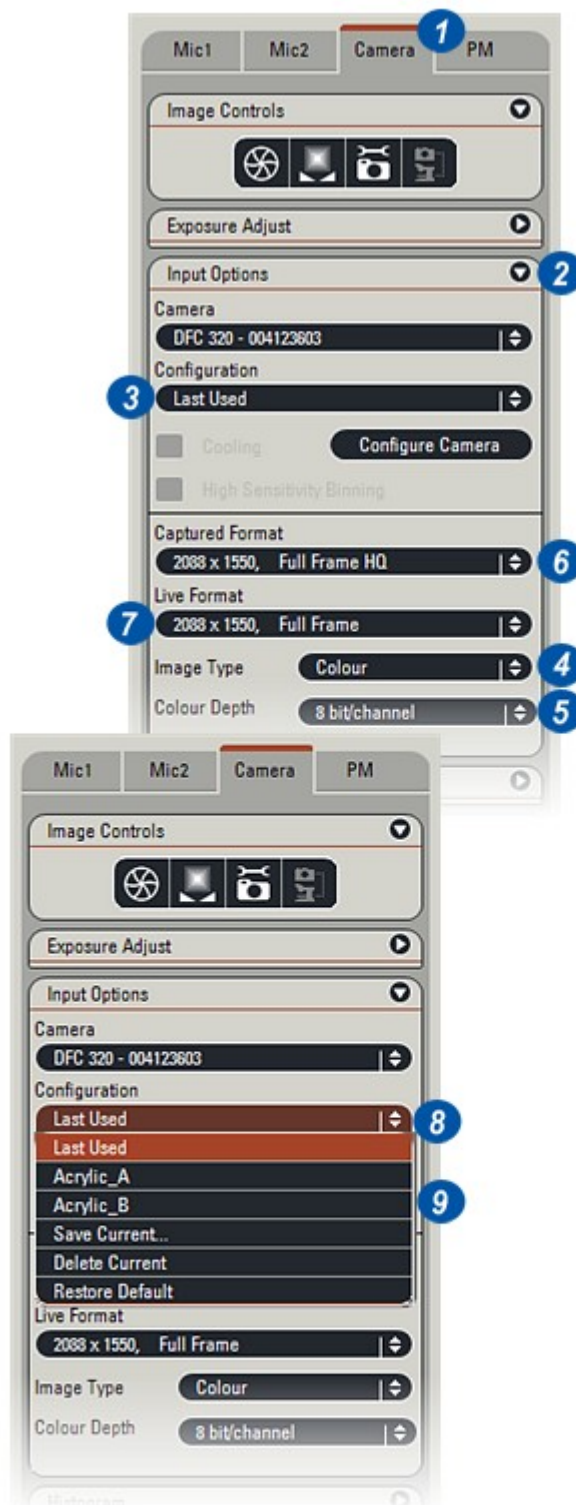 1
Mic1 Mic2 Camera PM
Image Controls
Exposure Adjust
Input Options 2
Camera
DFC 320 - 004123603
Configuration
3 Last Used
Cooling Configure Camera
High Sensitivity Binning
Captured Format
2088 x 1550, Full Frame HQ 6
Live Format
7 2088 x 1550, Full Frame
Image Type Colour 4
Colour Depth 8 bit/channel 5
Mic1 Mic2 Camera PM
Image Controls
Exposure Adjust
Input Options
Camera
DFC 320 - 004123603
Configuration
Last Used 8
Last Used
Acrylic_A
Acrylic_B 9
Save Current...
Delete Current
Restore Default
Live Format
2088 x 1550, Full Frame
Image Type Colour
Colour Depth 8 bit/channel
Histogram